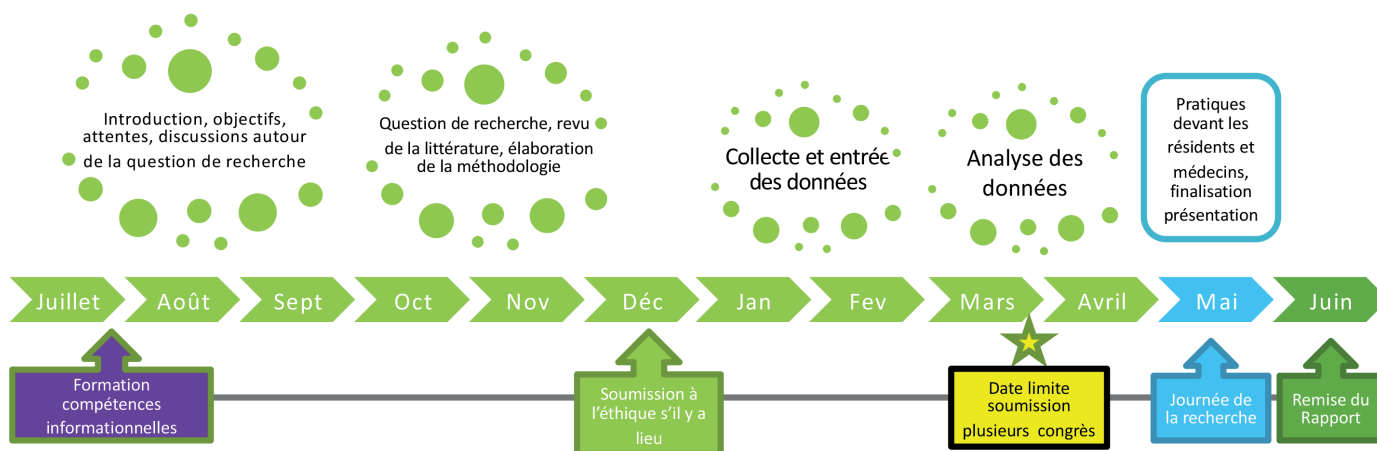 Introduction, objectifs,
attentes, discussions autour
de la question de recherche
Question de recherche, revu
de la littérature, élaboration
de la méthodologie
Collecte et entrée
des données
Analyse des
données
Pratiques
devant les
résidents et
médecins,
finalisation
présentation
Juillet
Août
Sept
Oct
Nov
Déc
Jan
Fev
Mars
Avril
Mai
Juin
Formation
compétences
informationnelles
Soumission à
l'éthique s'il y a
lieu
Date limite
soumission
plusieurs congrès
Journée de
la recherche
Remise du
Rapport